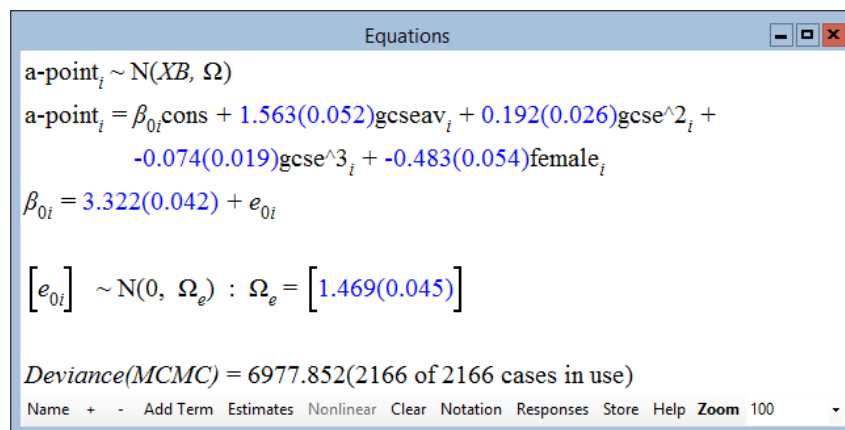 Equations
a-pointᵢ ~ N(XB, Ω)
a-pointᵢ = β₀ᵢcons + 1.563(0.052)gcseavᵢ + 0.192(0.026)gcse^2ᵢ +
-0.074(0.019)gcse^3ᵢ + -0.483(0.054)femaleᵢ
β₀ᵢ = 3.322(0.042) + e₀ᵢ
[e₀ᵢ] ~ N(0, Ωₑ) : Ωₑ = [1.469(0.045)]
Deviance(MCMC) = 6977.852(2166 of 2166 cases in use)
Name + - Add Term Estimates Nonlinear Clear Notation Responses Store Help Zoom 100